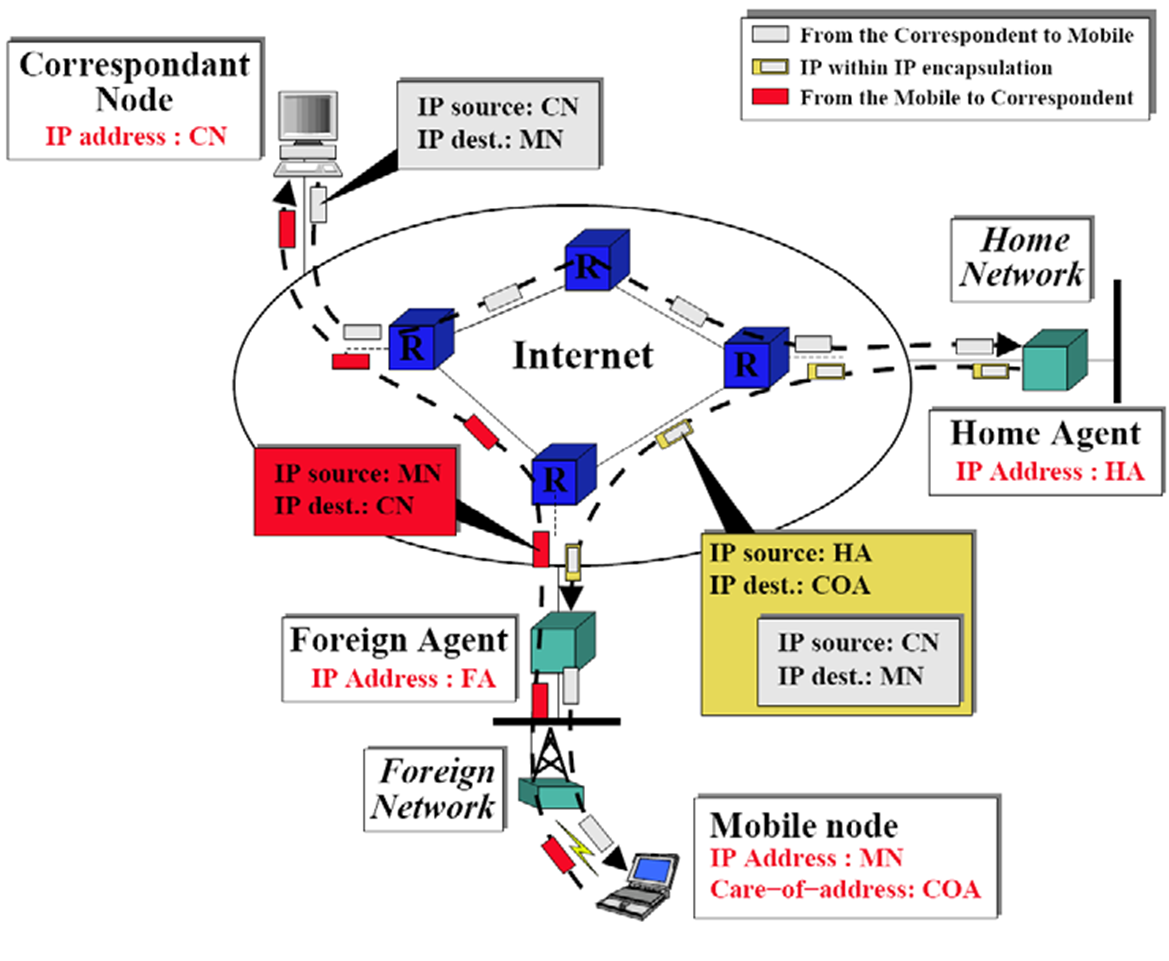 Correspondant
Node
IP address : CN
IP source: CN
IP dest.: MN
From the Correspondent to Mobile
IP within IP encapsulation
From the Mobile to Correspondent
Home
Network
R
R
R
Internet
Home Agent
IP Address : HA
R
IP source: MN
IP dest.: CN
IP source: HA
IP dest.: COA
IP source: CN
IP dest.: MN
Foreign Agent
IP Address : FA
Foreign
Network
Mobile node
IP Address : MN
Care-of-address: COA